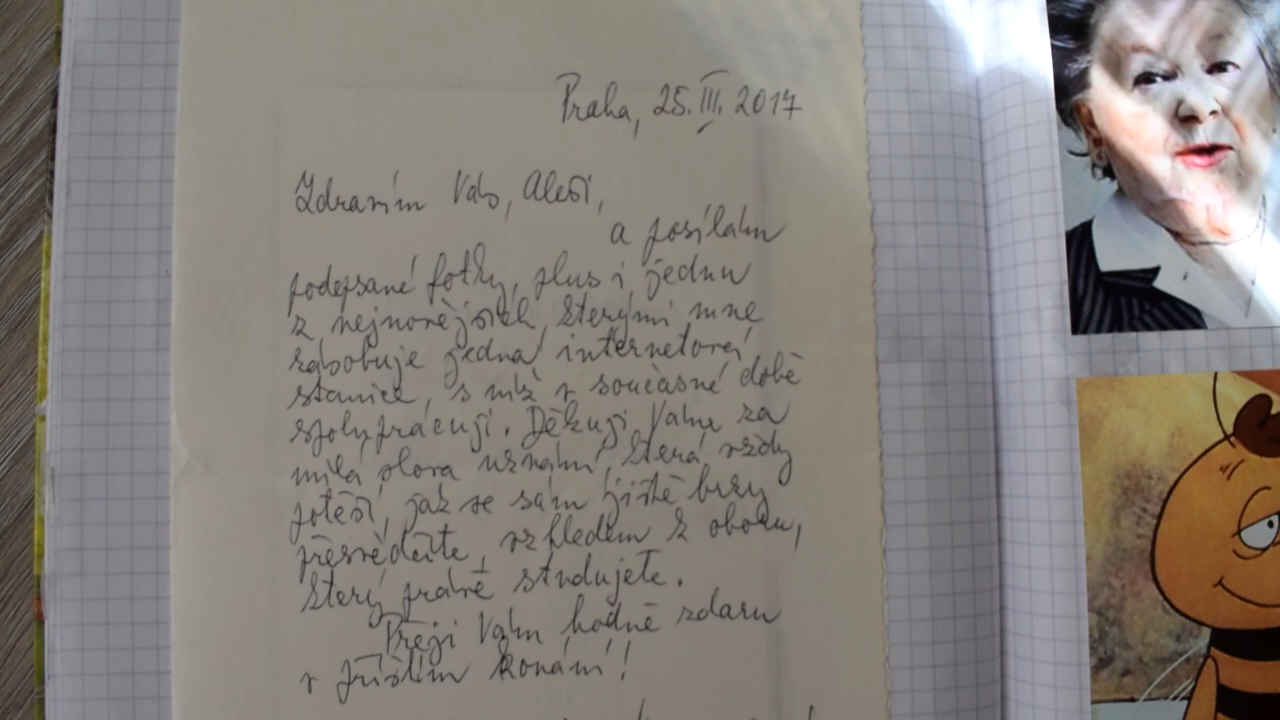 Praha, 25. III. 2017
Zdravím Vás, Aleši,
a posílám
podepsané fotky, plus i jednu
z nejnovějších, kterými mne
zásobuje jedna internetová
stanice, s níž v současné době
spolupracuji. Děkuji Vám za
milá slova uznání, která vždy
potěší, jak se sám jistě brzy
přesvědčíte, vzhledem k oboru,
který právě studujete.
Přeji Vám hodně zdaru
v příštím konání!